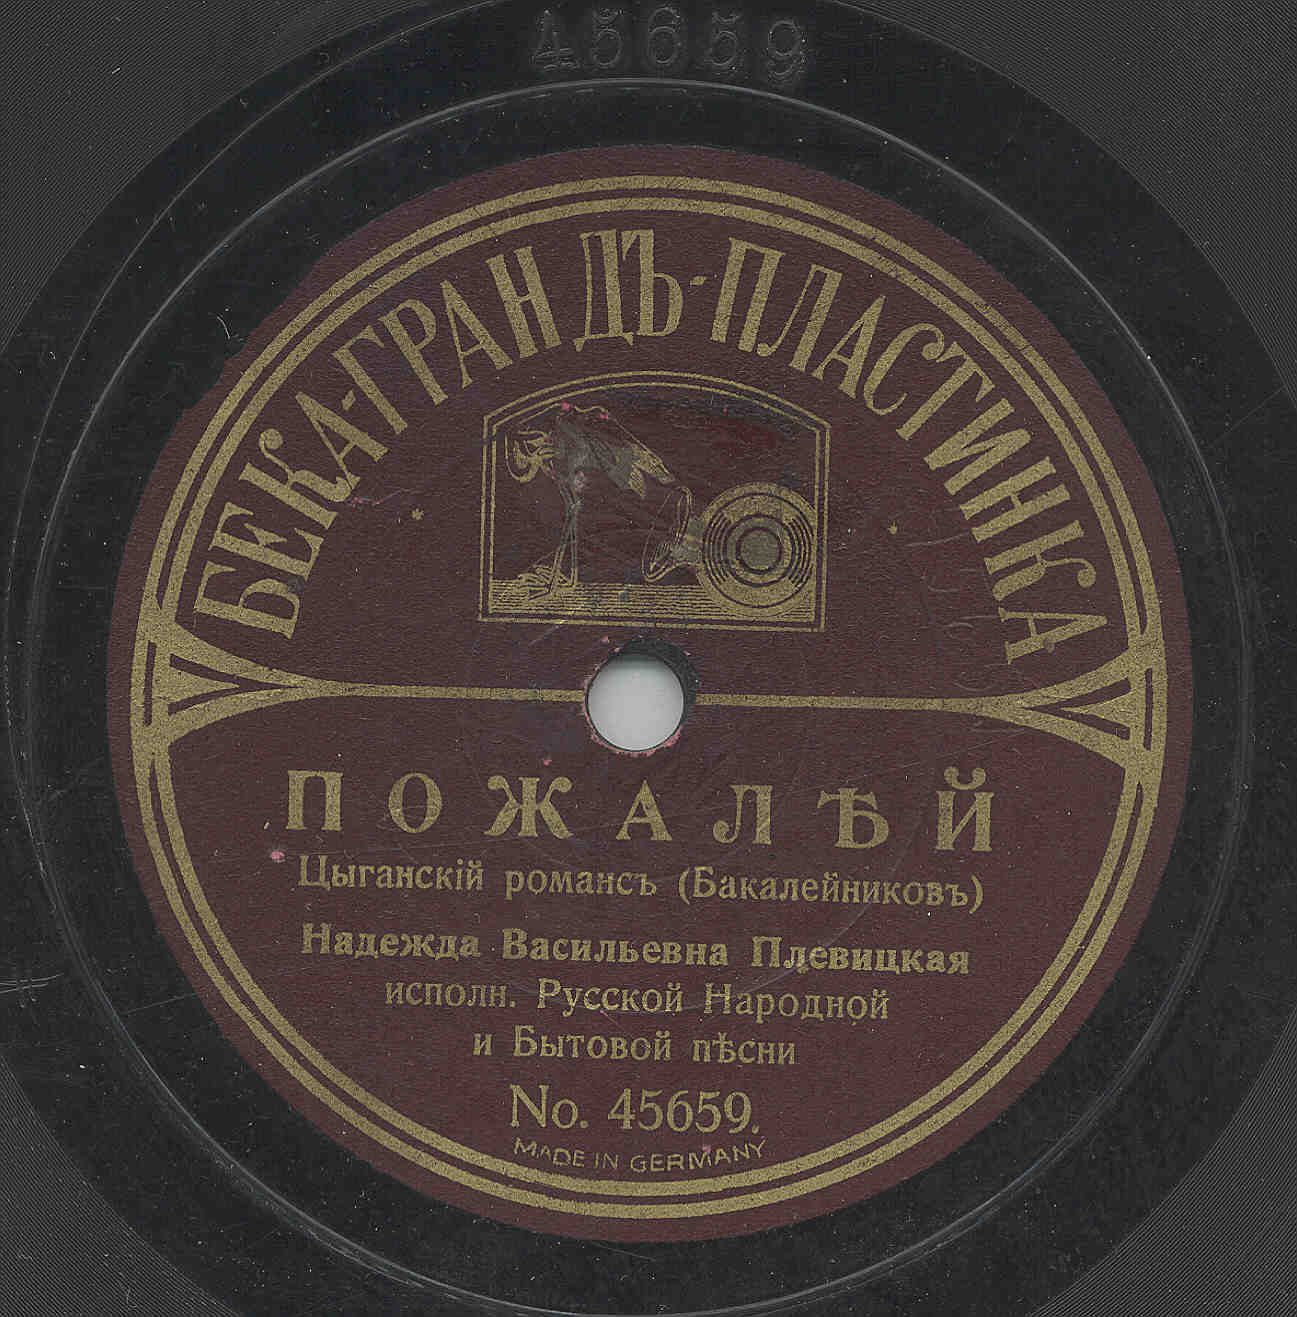 45659
БЕКА-ГРАНДЪ-ПЛАСТИНКА
ПОЖАЛѢЙ
Цыганскій романсъ (Бакалейниковъ)
Надежда Васильевна Плевицкая
исполн. Русской Народной
и Бытовой пѣсни
No. 45659.
MADE IN GERMANY